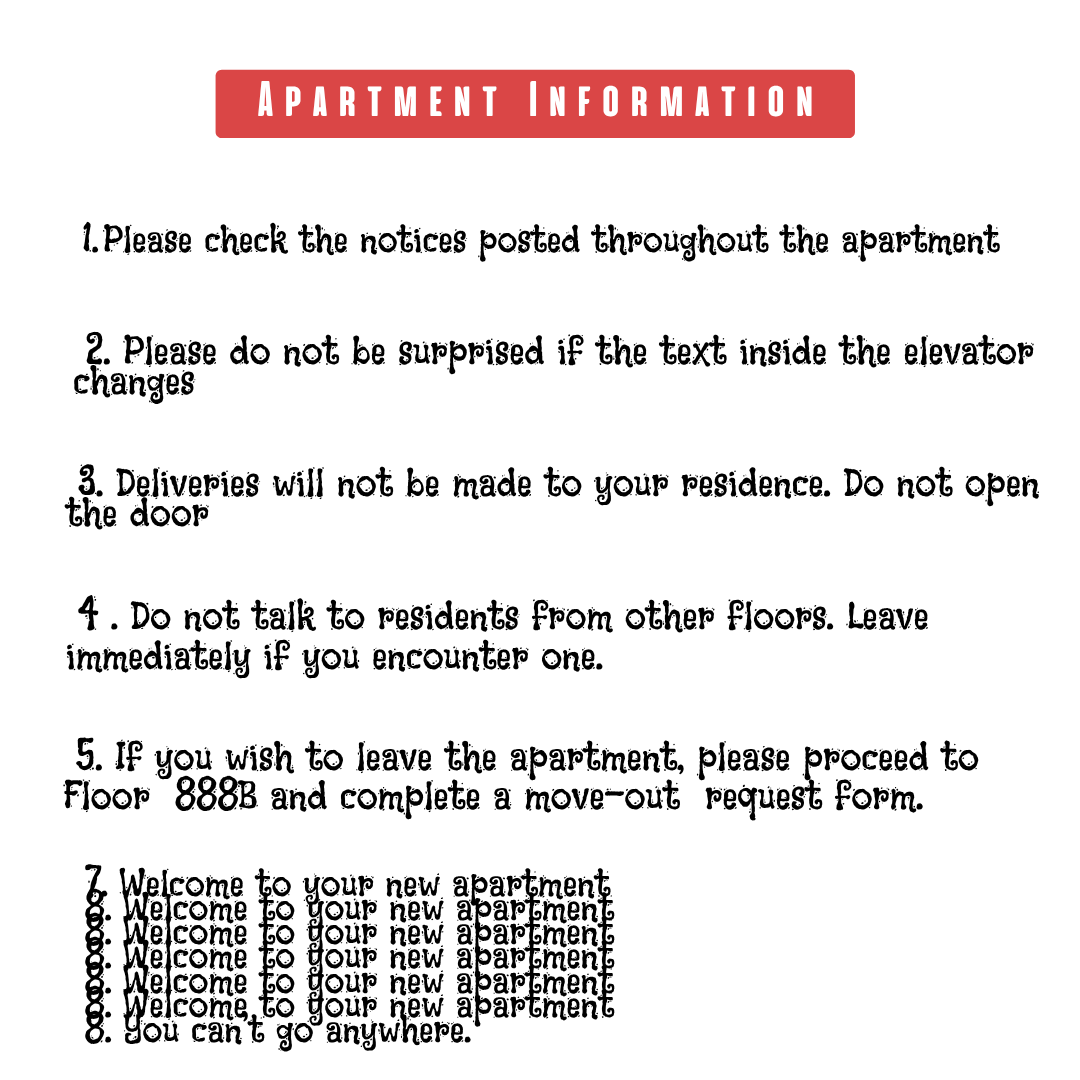 Apartment Information
1. Please check the notices posted throughout the apartment
2. Please do not be surprised if the text inside the elevator
changes
3. Deliveries will not be made to your residence. Do not open
the door
4 . Do not talk to residents from other floors. Leave
immediately if you encounter one.
5. If you wish to leave the apartment, please proceed to
Floor 888B and complete a move-out request form.
7. Welcome to your new apartment
8. Welcome to your new apartment
8. Welcome to your new apartment
8. Welcome to your new apartment
8. Welcome to your new apartment
8. Welcome to your new apartment
8. You can't go anywhere.